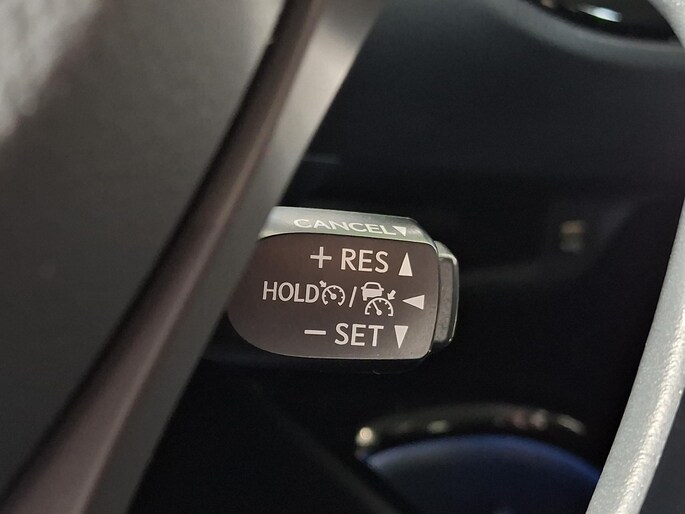 CANCEL▼
+ RES ▲
HOLD / ◄
− SET ▼